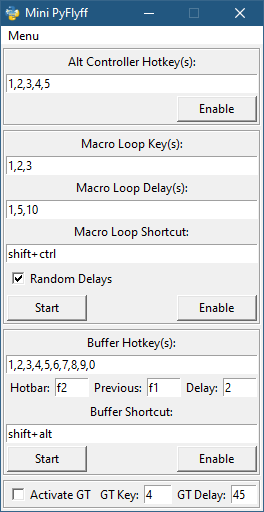 Mini PyFlyff
Menu
Alt Controller Hotkey(s):
1,2,3,4,5
Enable
Macro Loop Key(s):
1,2,3
Macro Loop Delay(s):
1,5,10
Macro Loop Shortcut:
shift+ctrl
Random Delays
Start Enable
Buffer Hotkey(s):
1,2,3,4,5,6,7,8,9,0
Hotbar: f2 Previous: f1 Delay: 2
Buffer Shortcut:
shift+alt
Start Enable
Activate GT GT Key: 4 GT Delay: 45